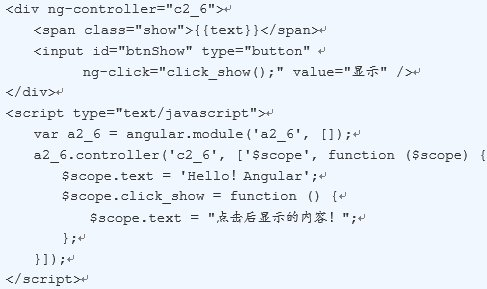 <div ng-controller="c2_6">↵
<span class="show">{{text}}</span>↵
<input id="btnShow" type="button" ↵
ng-click="click_show();" value="显示" />↵
</div>↵
<script type="text/javascript">↵
var a2_6 = angular.module('a2_6', []);↵
a2_6.controller('c2_6', ['$scope', function ($scope) {
$scope.text = 'Hello! Angular';↵
$scope.click_show = function () {↵
$scope.text = "点击后显示的内容! ";↵
};↵
}]);↵
</script>↵